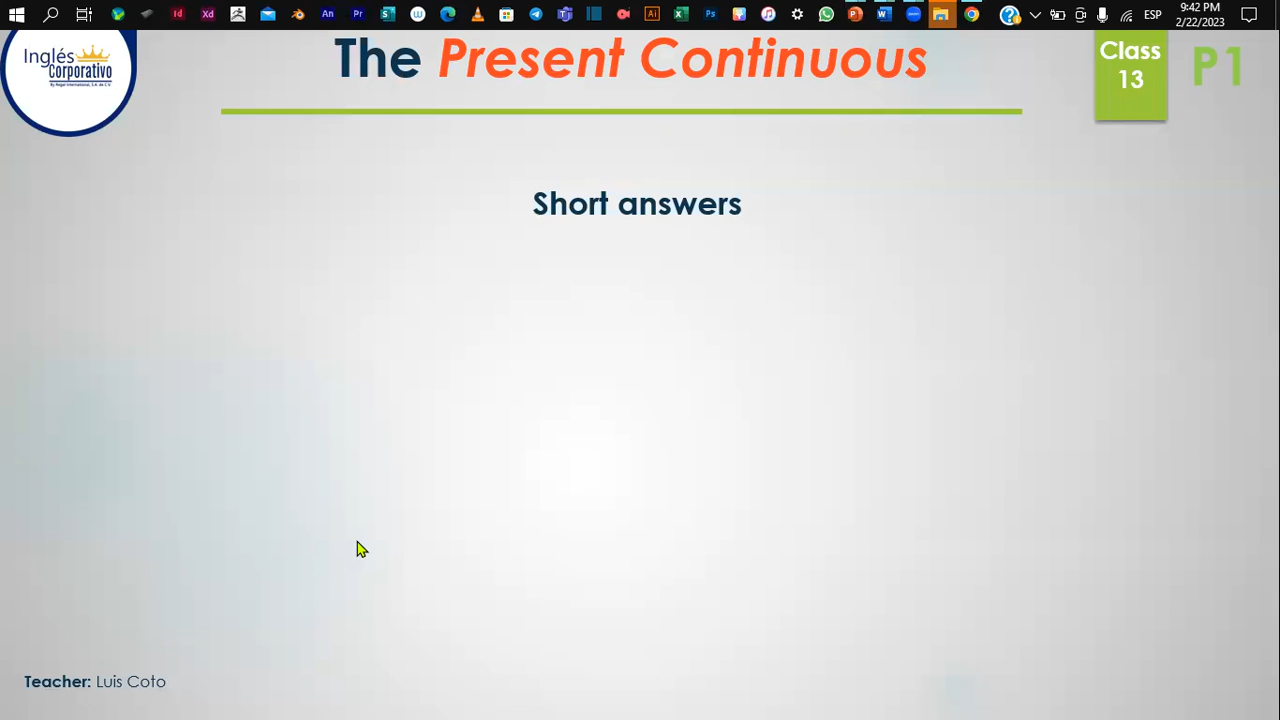 9:42 PM
ESP
2/22/2023
Inglés
Corporativo
The Present Continuous
Class
13
P1
Short answers
Teacher: Luis Coto